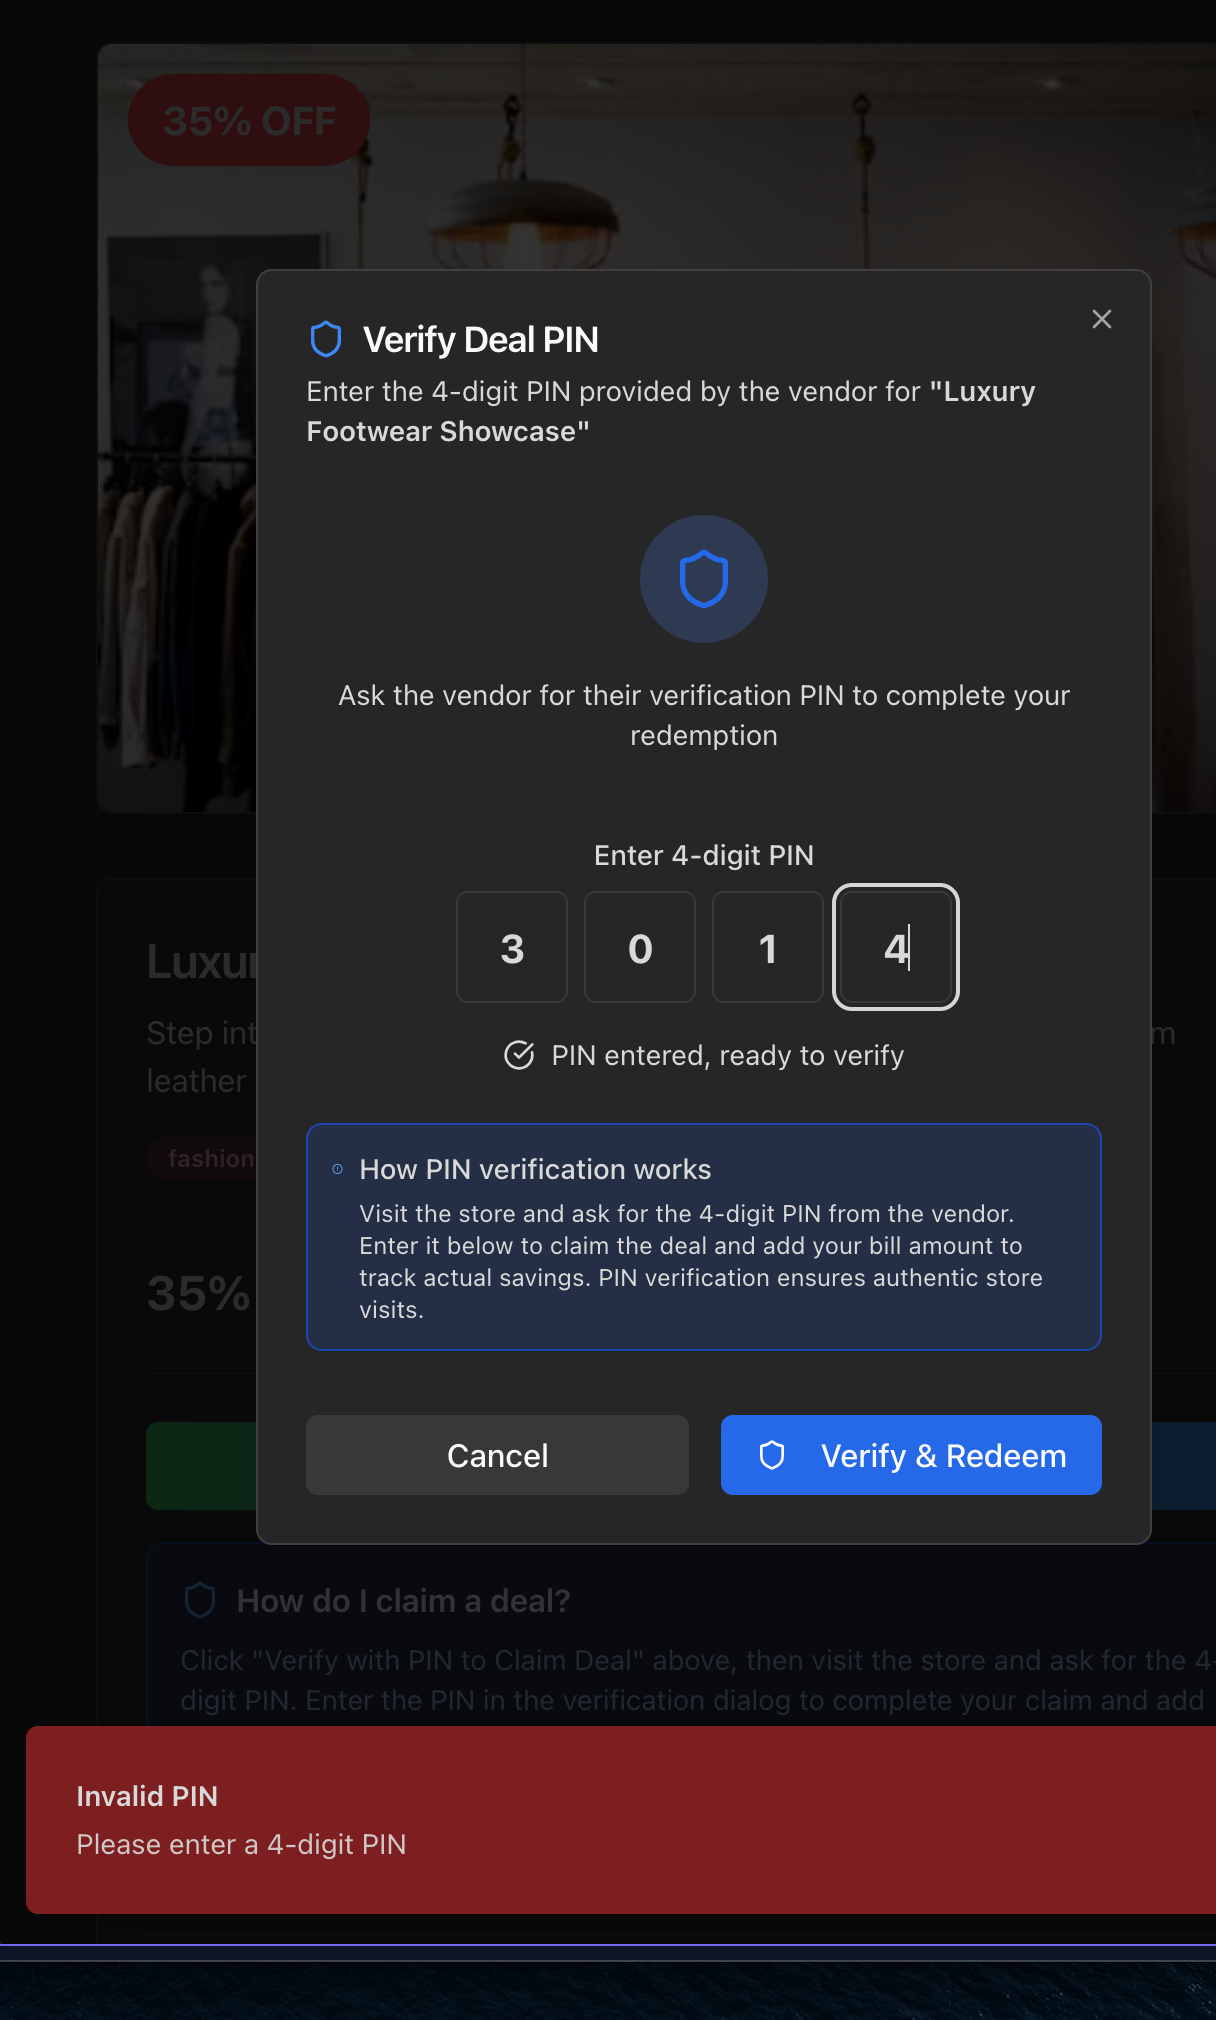 35% OFF
Verify Deal PIN
Enter the 4-digit PIN provided by the vendor for "Luxury
Footwear Showcase"
Ask the vendor for their verification PIN to complete your
redemption
Enter 4-digit PIN
3 0 1 4
PIN entered, ready to verify
How PIN verification works
Visit the store and ask for the 4-digit PIN from the vendor.
Enter it below to claim the deal and add your bill amount to
track actual savings. PIN verification ensures authentic store
visits.
Cancel
Verify & Redeem
Step
leather
fashion
35%
How do I claim a deal?
Click "Verify with PIN to Claim Deal" above, then visit the store and ask for the 4-
digit PIN. Enter the PIN in the verification dialog to complete your claim and add
Invalid PIN
Please enter a 4-digit PIN